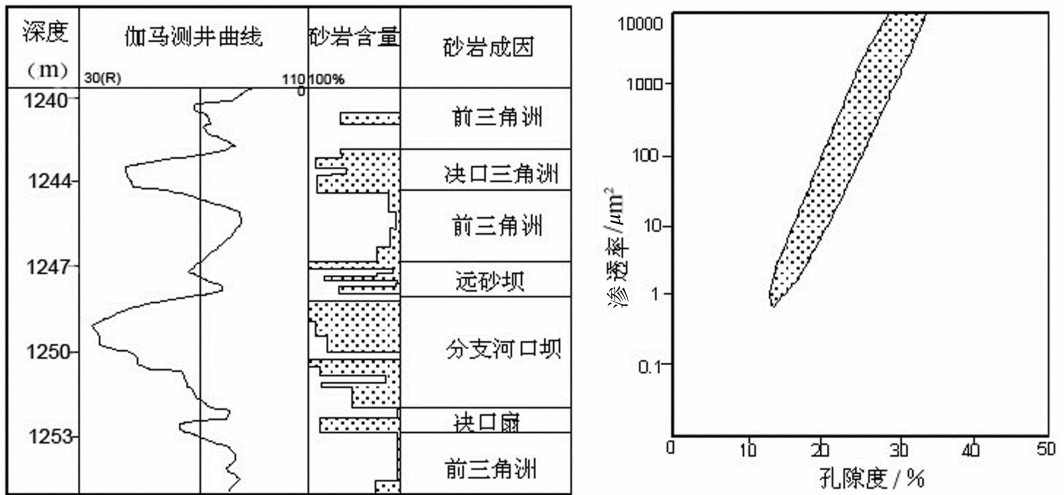 深度
(m)
伽马测井曲线
砂岩含量
砂岩成因
30(R)
110
100%
0
1240
1244
1247
1250
1253
前三角洲
决口三角洲
前三角洲
远砂坝
分支河口坝
决口扇
前三角洲
渗透率/μm²
10000
1000
100
10
1
0.1
0
10
20
30
40
50
孔隙度/%